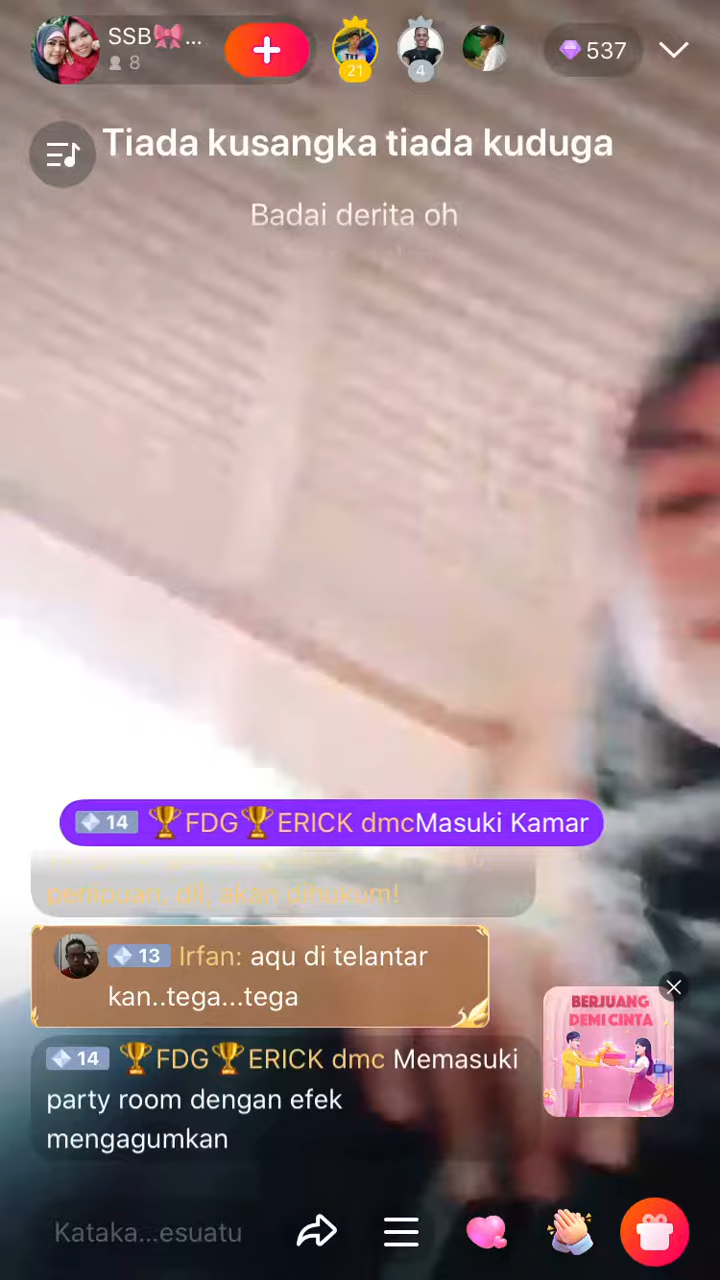 SSB🎀...
8
21
4
537
Tiada kusangka tiada kuduga
Badai derita oh
14 🏆FDG🏆ERICK dmcMasuki Kamar
penipuan, dll, akan dihukum!
13 Irfan: aqu di telantar
kan..tega...tega
BERJUANG
DEMI CINTA
14 🏆FDG🏆ERICK dmc Memasuki
party room dengan efek
mengagumkan
Kataka...esuatu